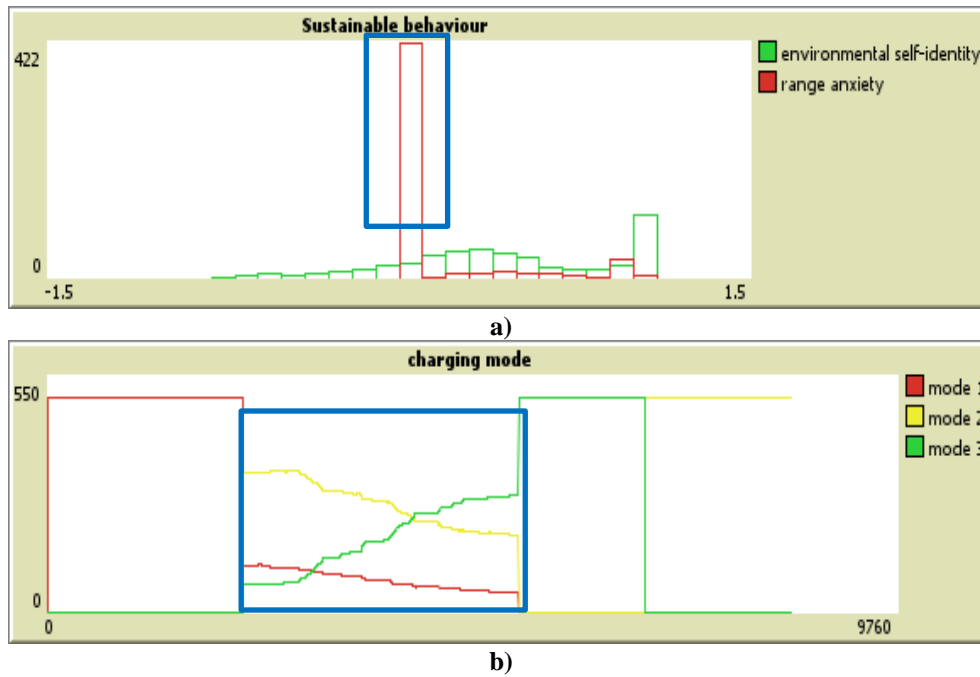 Sustainable behaviour
422
0
-1.5
1.5
environmental self-identity
range anxiety
a)
charging mode
550
0
0
9760
mode 1
mode 2
mode 3
b)